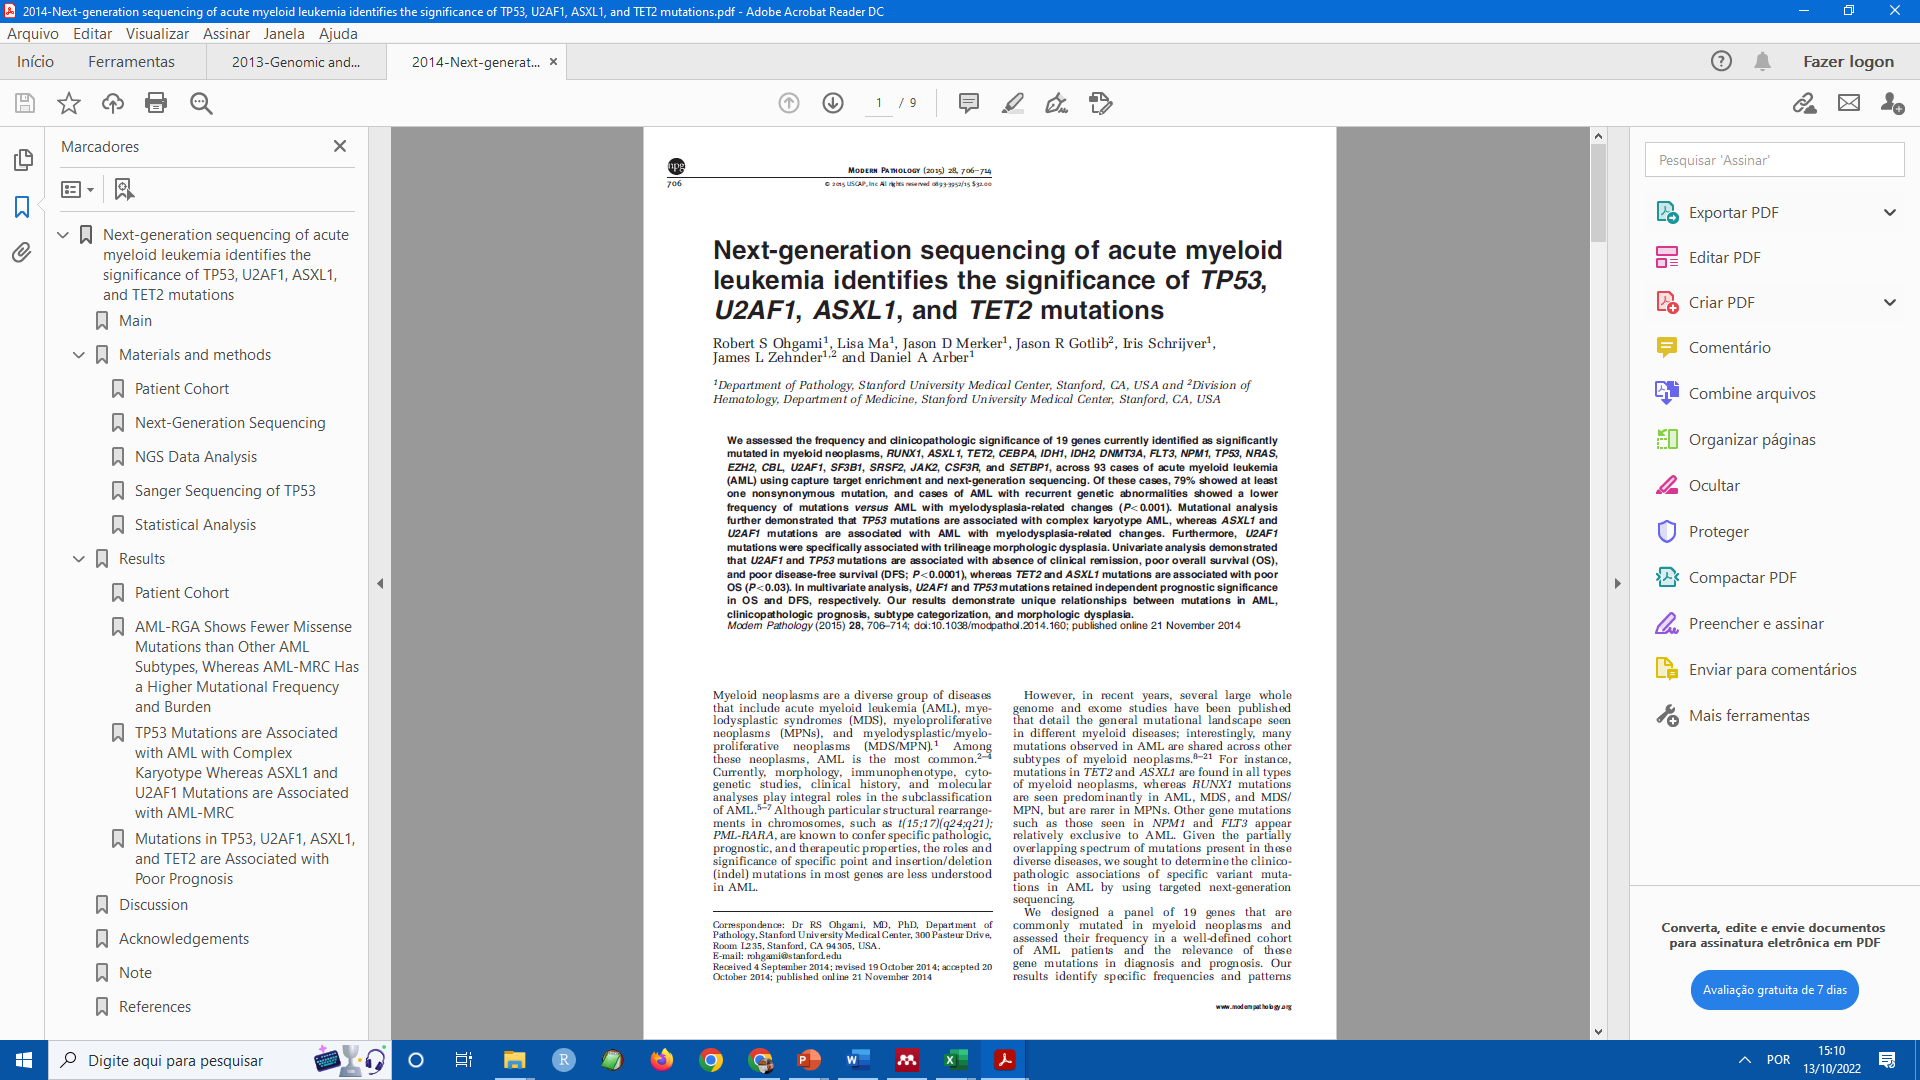 2014-Next-generation sequencing of acute myeloid leukemia identifies the significance of TP53, U2AF1, ASXL1, and TET2 mutations.pdf - Adobe Acrobat Reader DC
Arquivo Editar Visualizar Assinar Janela Ajuda
Início Ferramentas 2013-Genomic and... 2014-Next-generat... × Fazer logon
1 / 9
Marcadores
Next-generation sequencing of acute
myeloid leukemia identifies the
significance of TP53, U2AF1, ASXL1,
and TET2 mutations
Main
Materials and methods
Patient Cohort
Next-Generation Sequencing
NGS Data Analysis
Sanger Sequencing of TP53
Statistical Analysis
Results
Patient Cohort
AML-RGA Shows Fewer Missense
Mutations than Other AML
Subtypes, Whereas AML-MRC Has
a Higher Mutational Frequency
and Burden
TP53 Mutations are Associated
with AML with Complex
Karyotype Whereas ASXL1 and
U2AF1 Mutations are Associated
with AML-MRC
Mutations in TP53, U2AF1, ASXL1,
and TET2 are Associated with
Poor Prognosis
Discussion
Acknowledgements
Note
References
npg
706
Modern Pathology (2015) 28, 706–714
© 2015 USCAP, Inc All rights reserved 0893-3952/15 $32.00
Next-generation sequencing of acute myeloid
leukemia identifies the significance of TP53,
U2AF1, ASXL1, and TET2 mutations
Robert S Ohgami1, Lisa Ma1, Jason D Merker1, Jason R Gotlib2, Iris Schrijver1,
James L Zehnder1,2 and Daniel A Arber1
1Department of Pathology, Stanford University Medical Center, Stanford, CA, USA and 2Division of
Hematology, Department of Medicine, Stanford University Medical Center, Stanford, CA, USA
We assessed the frequency and clinicopathologic significance of 19 genes currently identified as significantly
mutated in myeloid neoplasms, RUNX1, ASXL1, TET2, CEBPA, IDH1, IDH2, DNMT3A, FLT3, NPM1, TP53, NRAS,
EZH2, CBL, U2AF1, SF3B1, SRSF2, JAK2, CSF3R, and SETBP1, across 93 cases of acute myeloid leukemia
(AML) using capture target enrichment and next-generation sequencing. Of these cases, 79% showed at least
one nonsynonymous mutation, and cases of AML with recurrent genetic abnormalities showed a lower
frequency of mutations versus AML with myelodysplasia-related changes (P<0.001). Mutational analysis
further demonstrated that TP53 mutations are associated with complex karyotype AML, whereas ASXL1 and
U2AF1 mutations are associated with AML with myelodysplasia-related changes. Furthermore, U2AF1
mutations were specifically associated with trilineage morphologic dysplasia. Univariate analysis demonstrated
that U2AF1 and TP53 mutations are associated with absence of clinical remission, poor overall survival (OS),
and poor disease-free survival (DFS; P<0.0001), whereas TET2 and ASXL1 mutations are associated with poor
OS (P<0.03). In multivariate analysis, U2AF1 and TP53 mutations retained independent prognostic significance
in OS and DFS, respectively. Our results demonstrate unique relationships between mutations in AML,
clinicopathologic prognosis, subtype categorization, and morphologic dysplasia.
Modern Pathology (2015) 28, 706–714; doi:10.1038/modpathol.2014.160; published online 21 November 2014
Myeloid neoplasms are a diverse group of diseases
that include acute myeloid leukemia (AML), mye-
lodysplastic syndromes (MDS), myeloproliferative
neoplasms (MPNs), and myelodysplastic/myelo-
proliferative neoplasms (MDS/MPN).1 Among
these neoplasms, AML is the most common.2–4
Currently, morphology, immunophenotype, cyto-
genetic studies, clinical history, and molecular
analyses play integral roles in the subclassification
of AML.5–7 Although particular structural rearrange-
ments in chromosomes, such as t(15;17)(q24;q21);
PML-RARA, are known to confer specific pathologic,
prognostic, and therapeutic properties, the roles and
significance of specific point and insertion/deletion
(indel) mutations in most genes are less understood
in AML.
Correspondence: Dr RS Ohgami, MD, PhD, Department of
Pathology, Stanford University Medical Center, 300 Pasteur Drive,
Room L235, Stanford, CA 94305, USA.
E-mail: rohgami@stanford.edu
Received 4 September 2014; revised 19 October 2014; accepted 20
October 2014; published online 21 November 2014
However, in recent years, several large whole
genome and exome studies have been published
that detail the general mutational landscape seen
in different myeloid diseases; interestingly, many
mutations observed in AML are shared across other
subtypes of myeloid neoplasms.8–21 For instance,
mutations in TET2 and ASXL1 are found in all types
of myeloid neoplasms, whereas RUNX1 mutations
are seen predominantly in AML, MDS, and MDS/
MPN, but are rarer in MPNs. Other gene mutations
such as those seen in NPM1 and FLT3 appear
relatively exclusive to AML. Given the partially
overlapping spectrum of mutations present in these
diverse diseases, we sought to determine the clinico-
pathologic associations of specific variant muta-
tions in AML by using targeted next-generation
sequencing.
We designed a panel of 19 genes that are
commonly mutated in myeloid neoplasms and
assessed their frequency in a well-defined cohort
of AML patients and the relevance of these
gene mutations in diagnosis and prognosis. Our
results identify specific frequencies and patterns
www.modernpathology.org
Pesquisar 'Assinar'
Exportar PDF
Editar PDF
Criar PDF
Comentário
Combine arquivos
Organizar páginas
Ocultar
Proteger
Compactar PDF
Preencher e assinar
Enviar para comentários
Mais ferramentas
Converta, edite e envie documentos
para assinatura eletrônica em PDF
Avaliação gratuita de 7 dias
Digite aqui para pesquisar
POR
15:10
13/10/2022